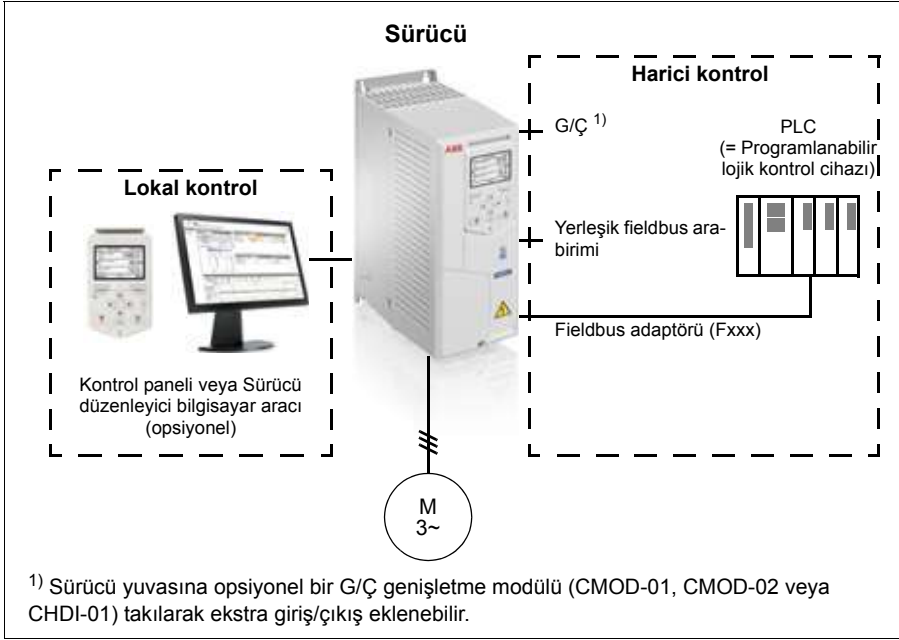 Sürücü
Harici kontrol
G/Ç 1)
PLC
(= Programlanabilir
lojik kontrol cihazı)
ABB
Lokal kontrol
Yerleşik fieldbus ara-
birimi
Fieldbus adaptörü (Fxxx)
Kontrol paneli veya Sürücü
düzenleyici bilgisayar aracı
(opsiyonel)
M
3~
1) Sürücü yuvasına opsiyonel bir G/Ç genişletme modülü (CMOD-01, CMOD-02 veya
CHDI-01) takılarak ekstra giriş/çıkış eklenebilir.